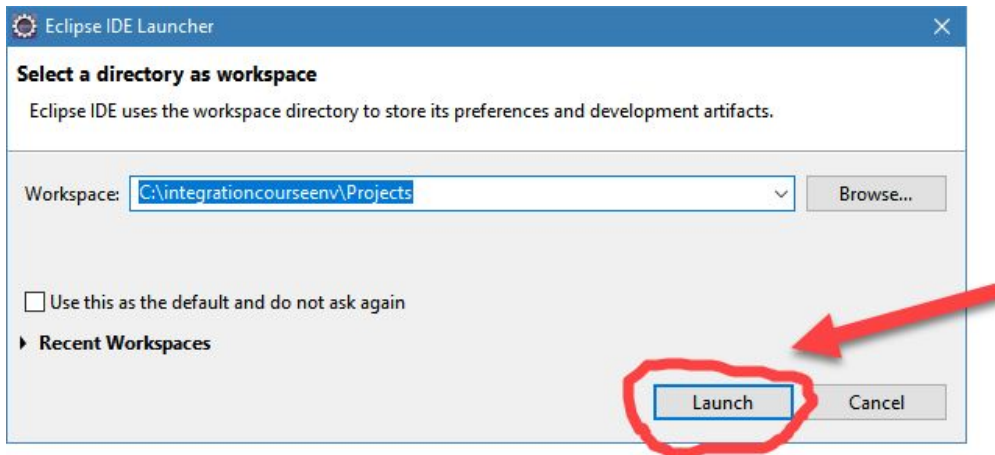 Eclipse IDE Launcher
Select a directory as workspace
Eclipse IDE uses the workspace directory to store its preferences and development artifacts.
Workspace: C:\integrationcourseenv\Projects Browse...
Use this as the default and do not ask again
Recent Workspaces
Launch Cancel